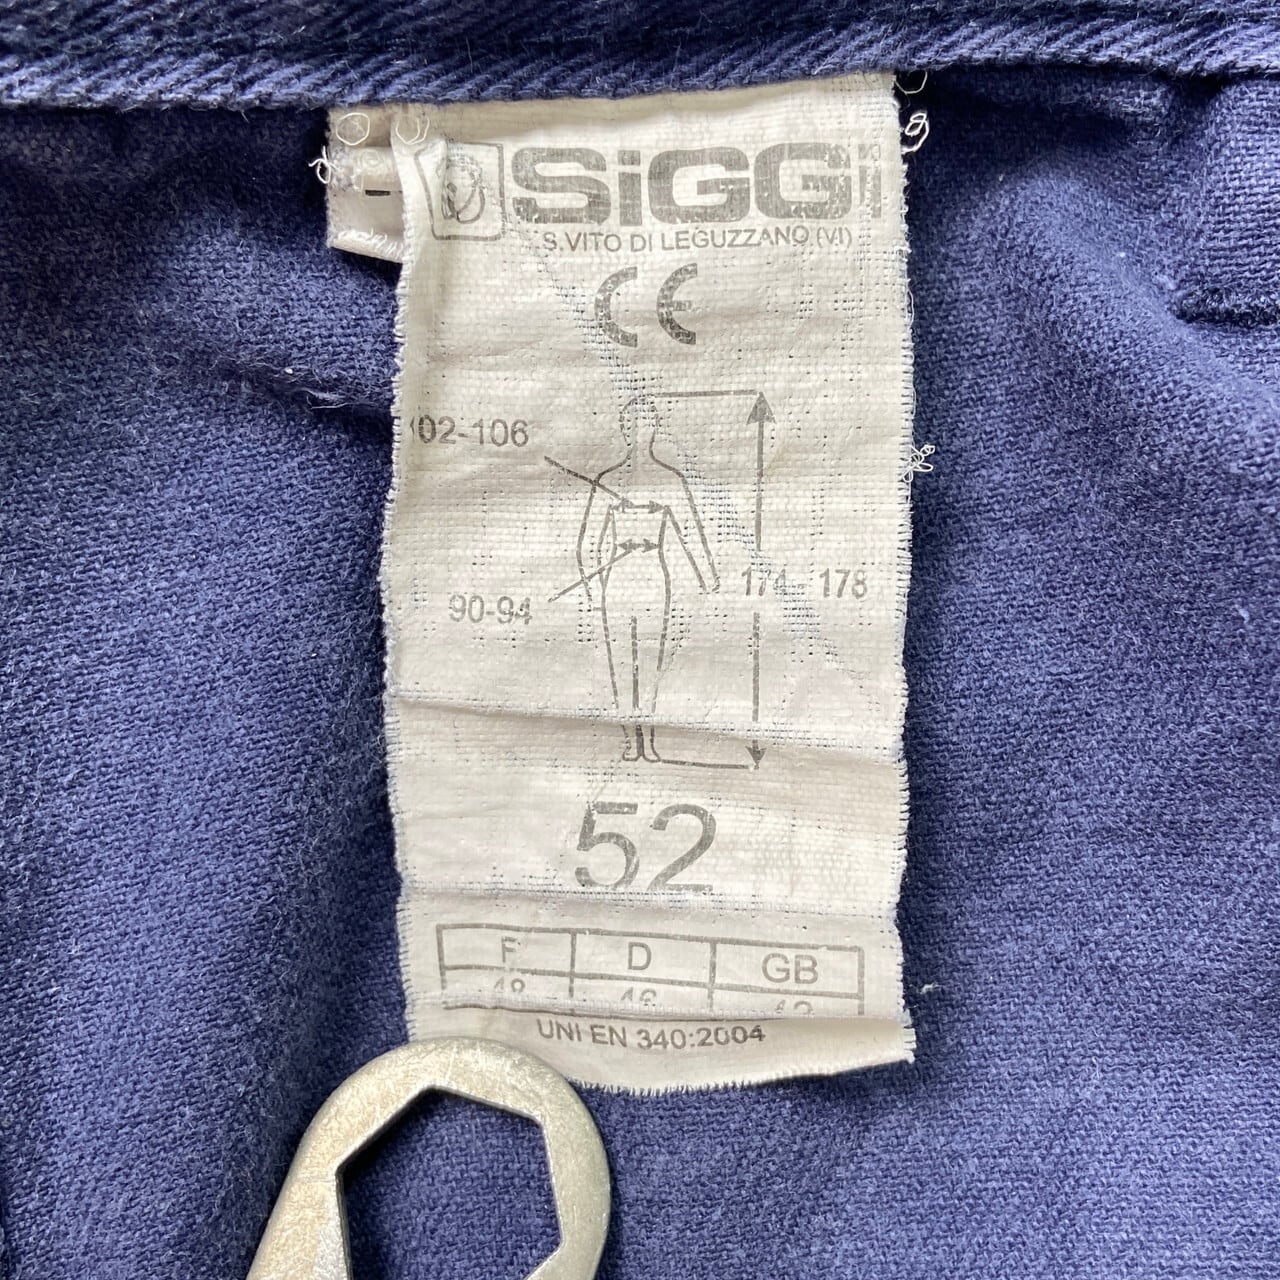 SiGGi
S.VITO DI LEGUZZANO (VI)
CE
102-106
90-94
174 - 178
52
F D GB
UNI EN 340:2004